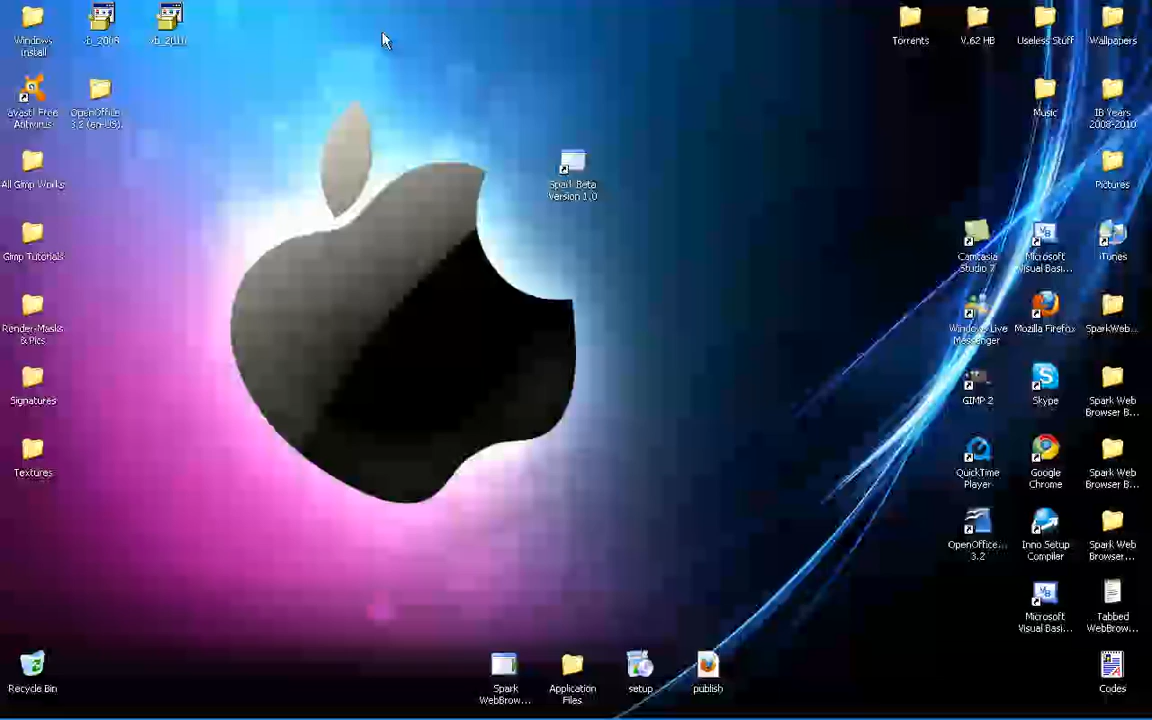 Windows
Install
vb_2008
vb_2010
Torrents
V.62 HB
Useless Stuff
Wallpapers
avast! Free
Antivirus
OpenOffice
3.2 (en-US)
Music
IB Years
2008-2010
All Gimp Works
Spark Beta
Version 1.0
Pictures
Gimp Tutorials
Camtasia
Studio 7
Microsoft
Visual Basi...
iTunes
Render-Masks
& Pics
Windows Live
Messenger
Mozilla Firefox
SparkWeb...
Signatures
GIMP 2
Skype
Spark Web
Browser B...
Textures
QuickTime
Player
Google
Chrome
Spark Web
Browser B...
OpenOffice...
3.2
Inno Setup
Compiler
Spark Web
Browser...
Microsoft
Visual Basi...
Tabbed
WebBrow...
Recycle Bin
Spark
WebBrow...
Application
Files
setup
publish
Codes